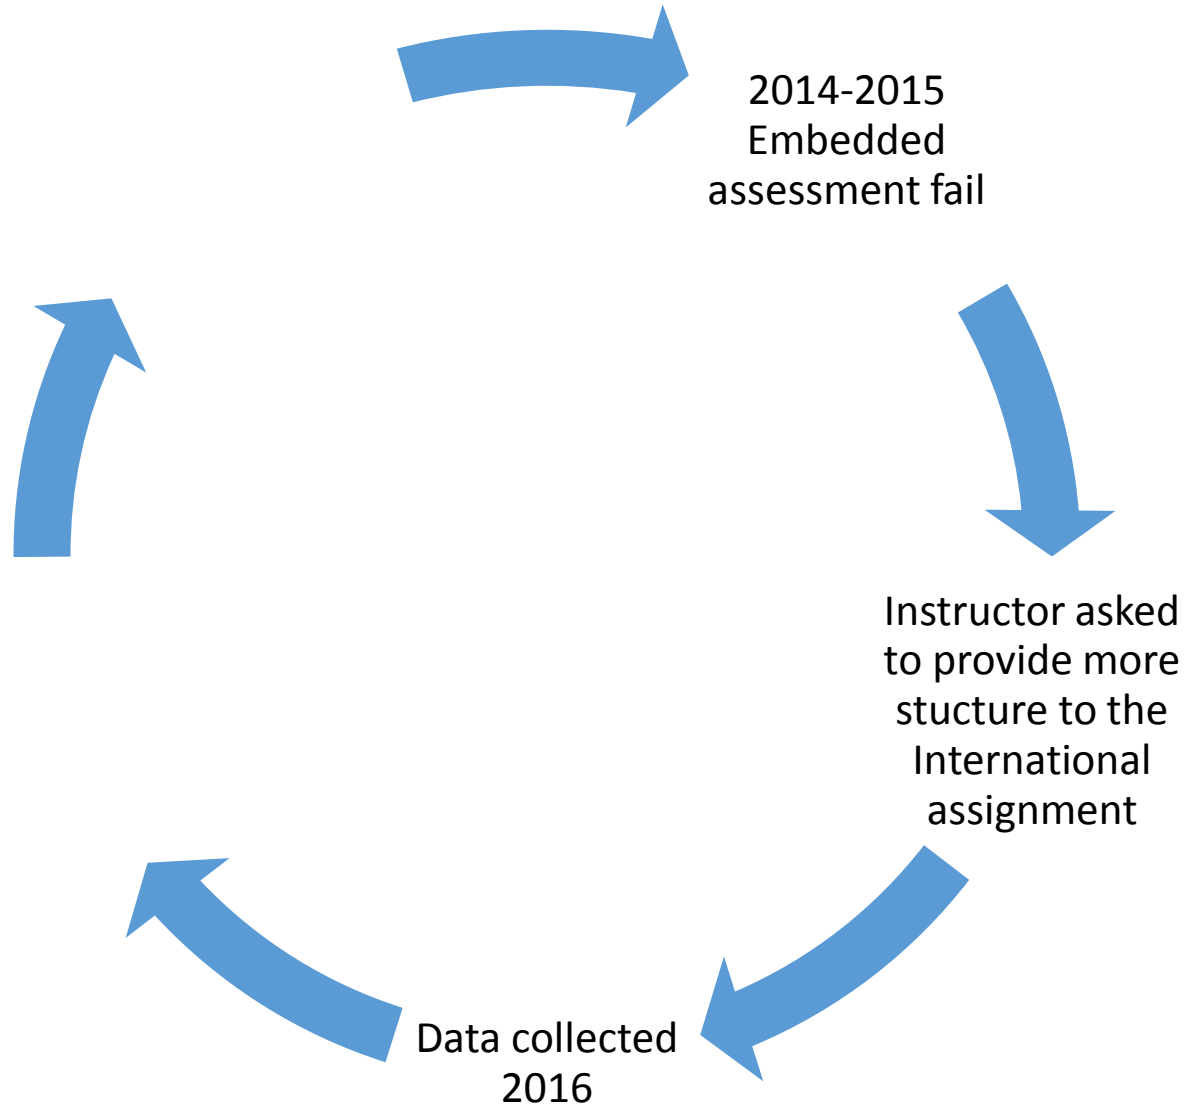 2014-2015
Embedded
assessment fail
Instructor asked
to provide more
stucture to the
International
assignment
Data collected
2016